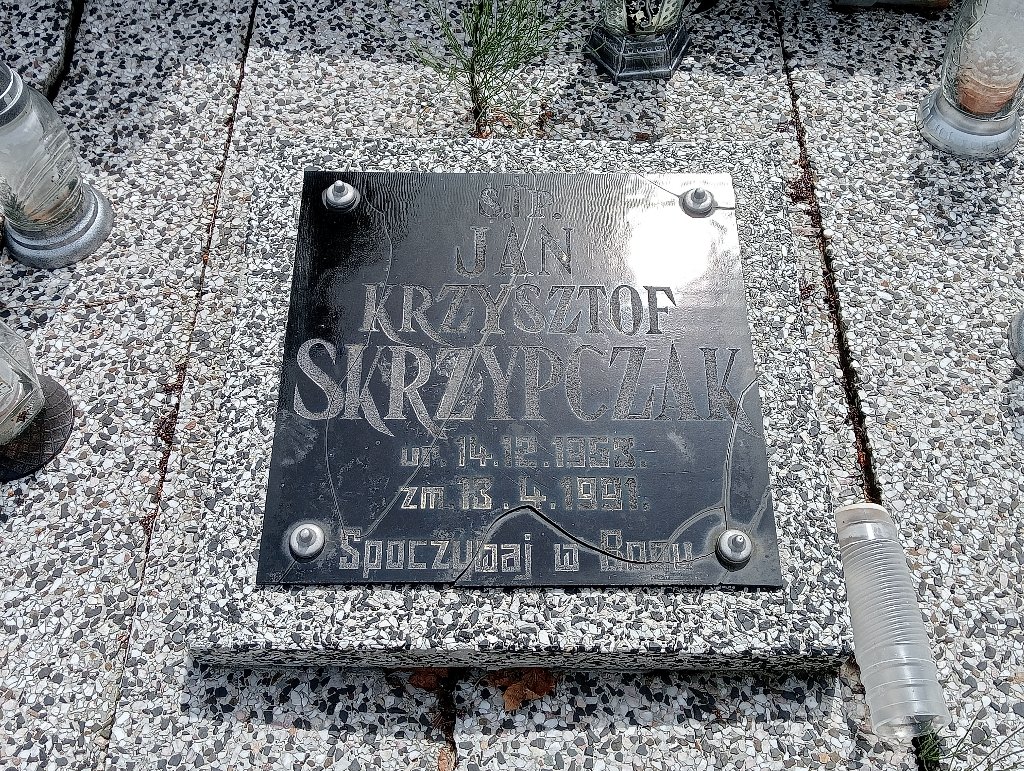 Ś.†P.
JAN
KRZYSZTOF
SKRZYPCZAK
ur. 14.12.1963.
zm. 13.4.1991.
Spoczywaj w Bogu